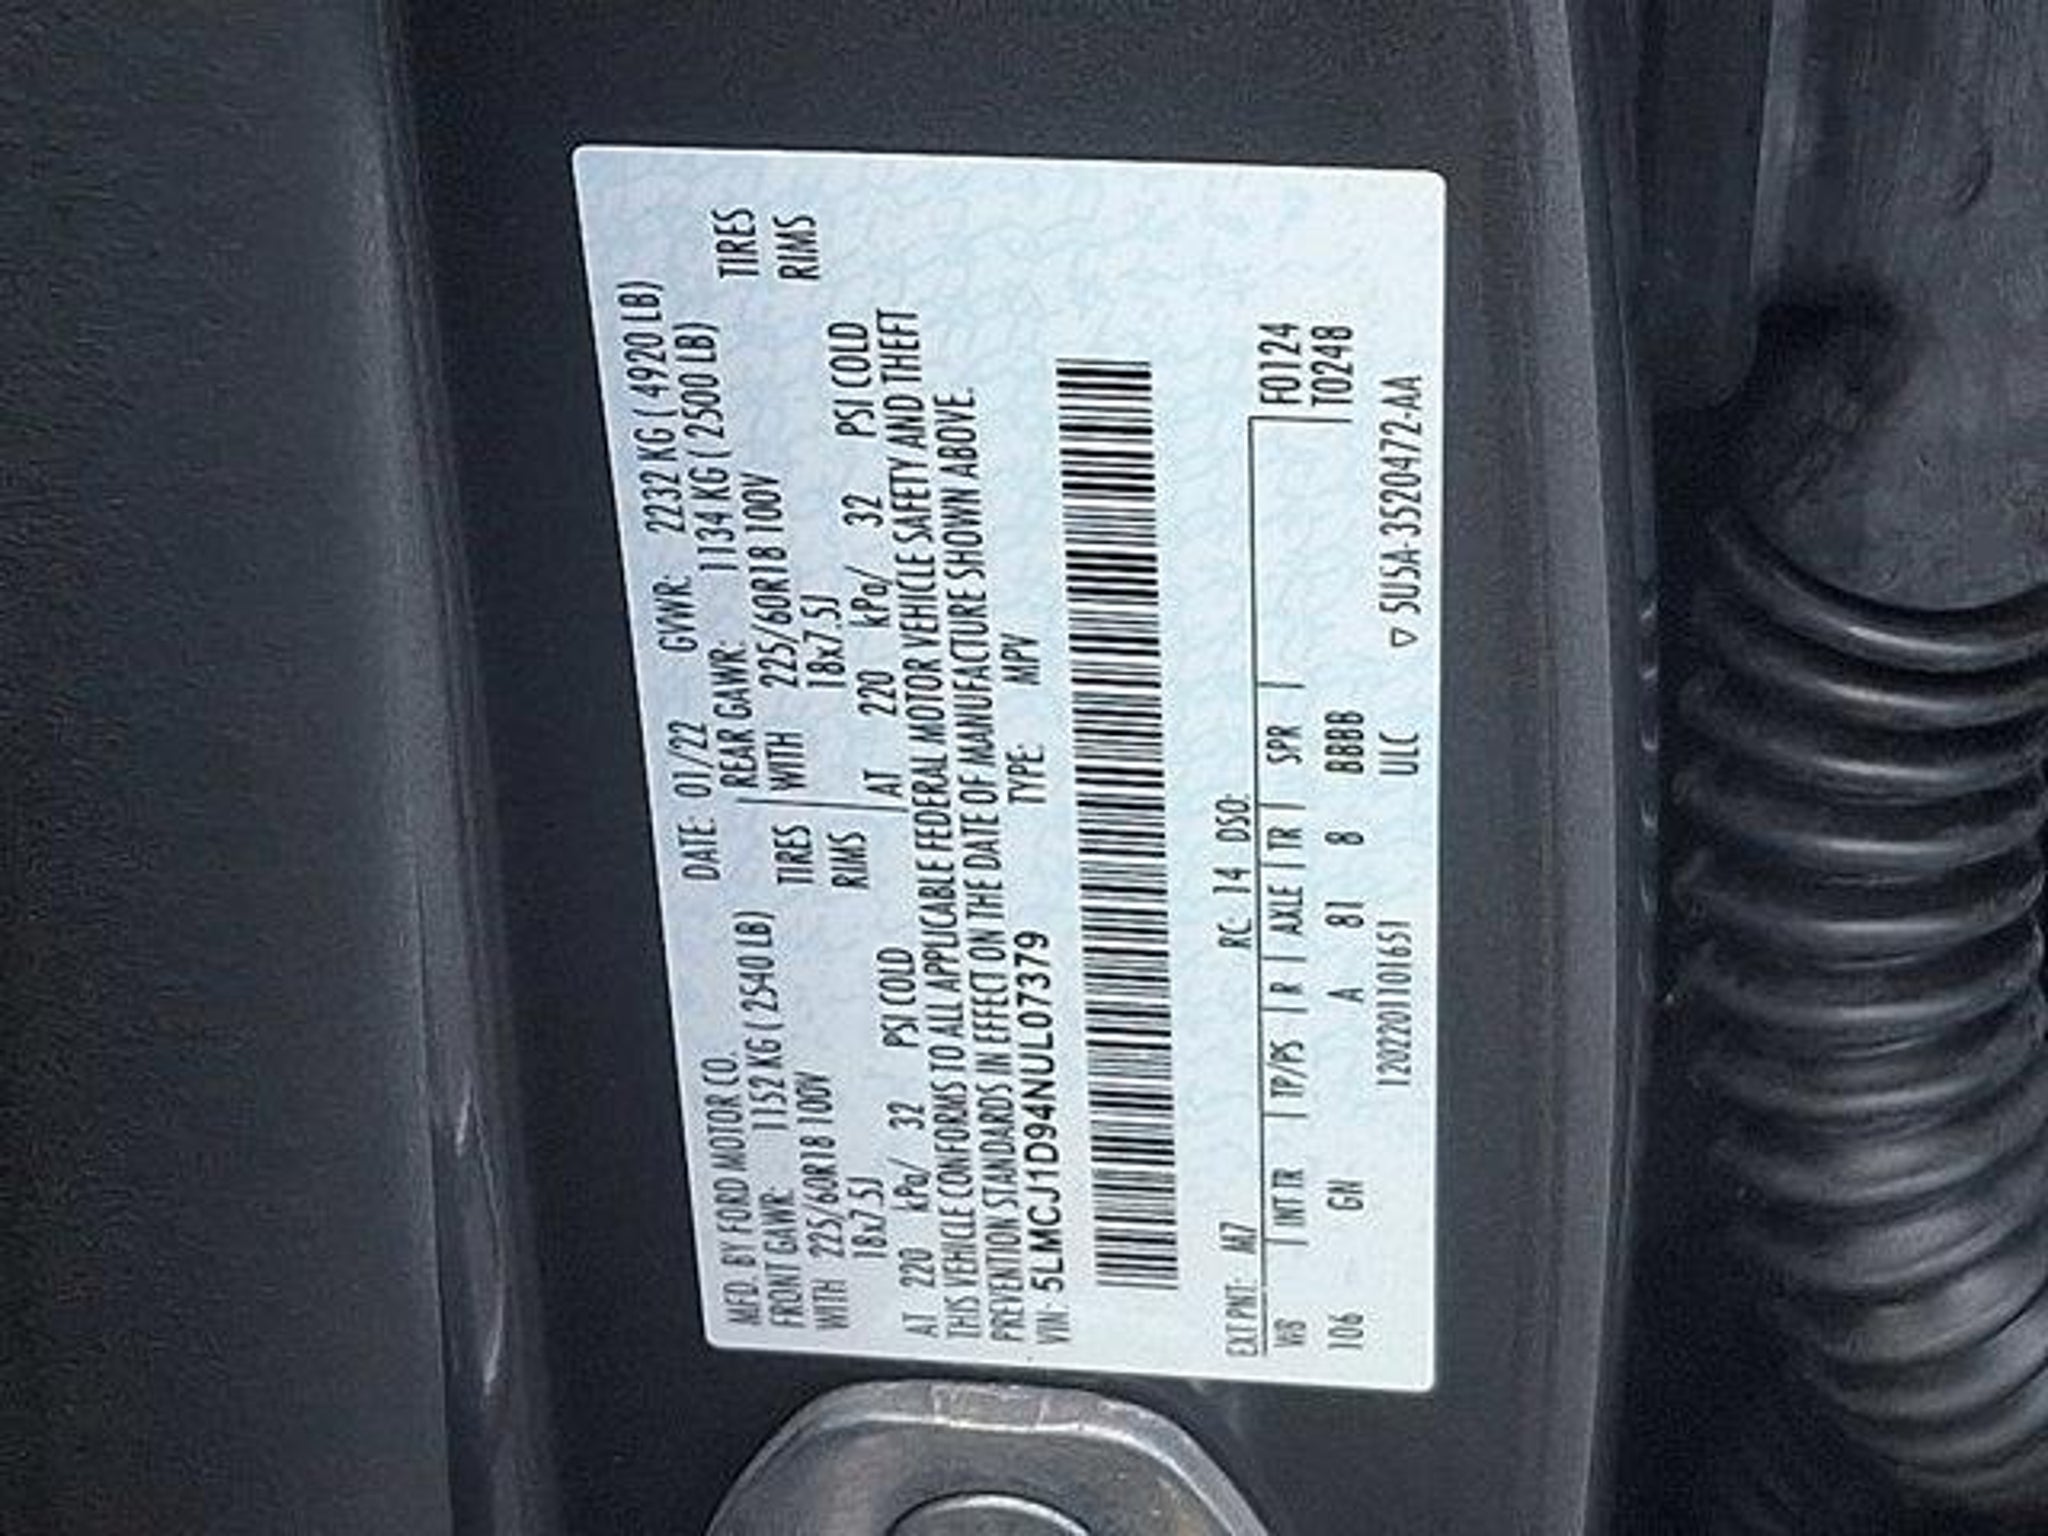 MFD. BY FORD MOTOR CO. DATE: 01/22 GVWR: 2232 KG ( 4920 LB)
FRONT GAWR: 1152 KG ( 2540 LB) REAR GAWR: 1134 KG ( 2500 LB)
WITH 225/60R18 100V TIRES WITH 225/60R18 100V TIRES
18x7.5J RIMS 18x7.5J RIMS
AT 220 kPa/ 32 PSI COLD AT 220 kPa/ 32 PSI COLD
THIS VEHICLE CONFORMS TO ALL APPLICABLE FEDERAL MOTOR VEHICLE SAFETY AND THEFT
PREVENTION STANDARDS IN EFFECT ON THE DATE OF MANUFACTURE SHOWN ABOVE.
VIN: 5LMCJ1D94NUL07379 TYPE: MPV
EXT PNT: M7 RC: 14 DSO: F0124
WB | INT TR | TP/PS | R | AXLE | TR | SPR | T0248
106 GN A 81 8 BBBB
12022011011651 ULC ▽ 5U5A-3520472-AA